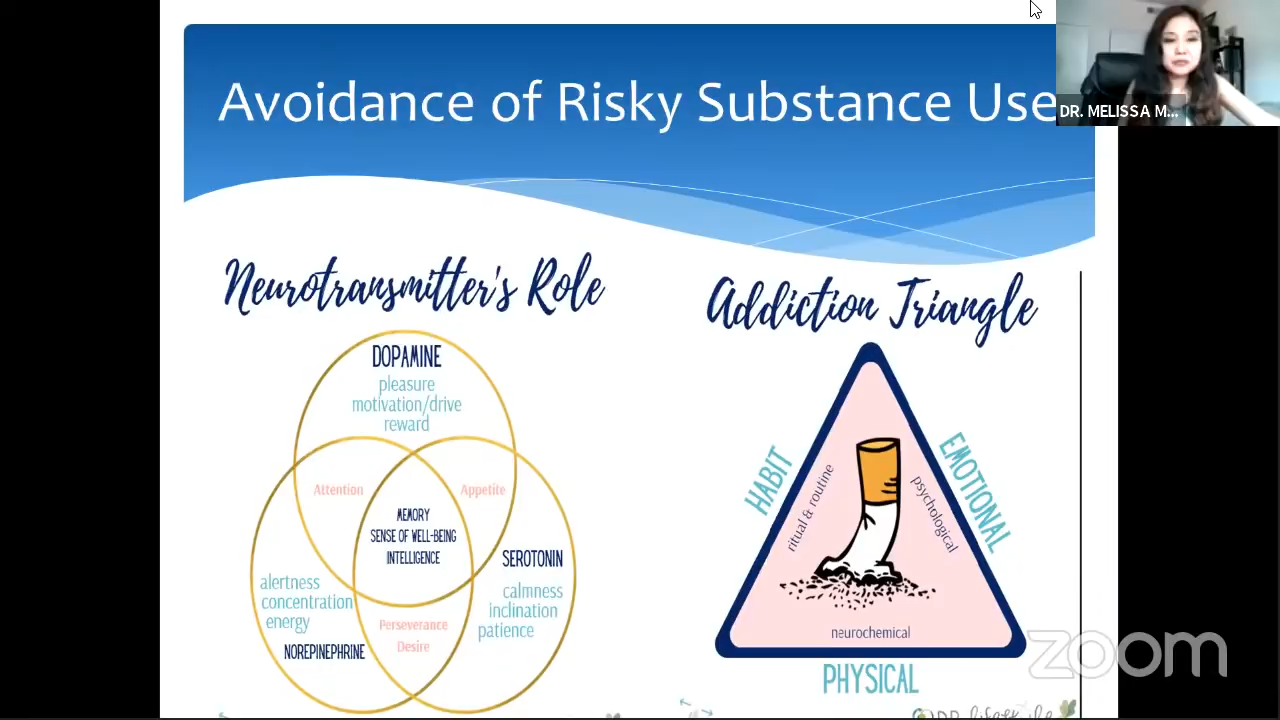 Avoidance of Risky Substance Use
DR. MELISSA M...
Neurotransmitter's Role
DOPAMINE
pleasure
motivation/drive
reward
Attention
Appetite
MEMORY
SENSE OF WELL-BEING
INTELLIGENCE
SEROTONIN
calmness
inclination
patience
alertness
concentration
energy
NOREPINEPHRINE
Perseverance
Desire
Addiction Triangle
HABIT
ritual & routine
EMOTIONAL
psychological
neurochemical
PHYSICAL
zoom